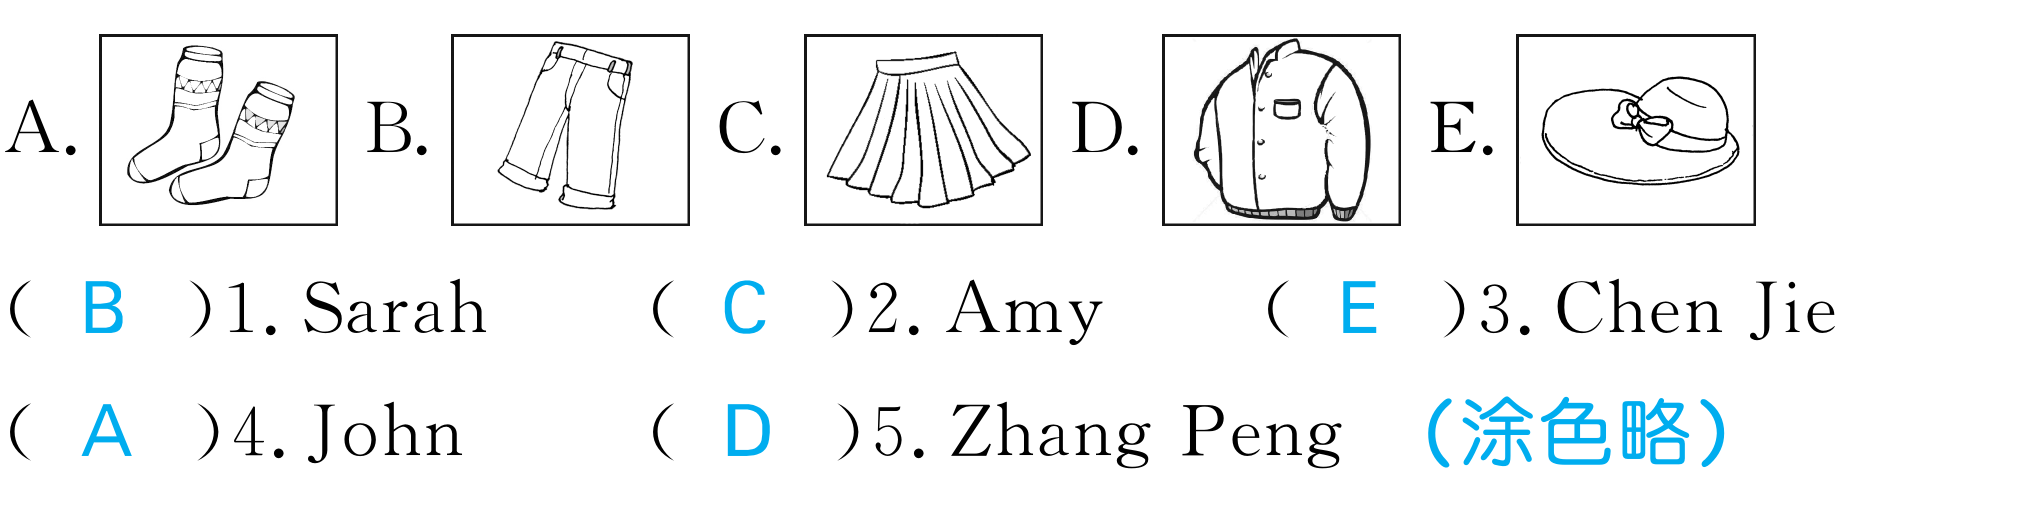 A. B. C. D. E.
( B )1. Sarah ( C )2. Amy ( E )3. Chen Jie
( A )4. John ( D )5. Zhang Peng (涂色略)